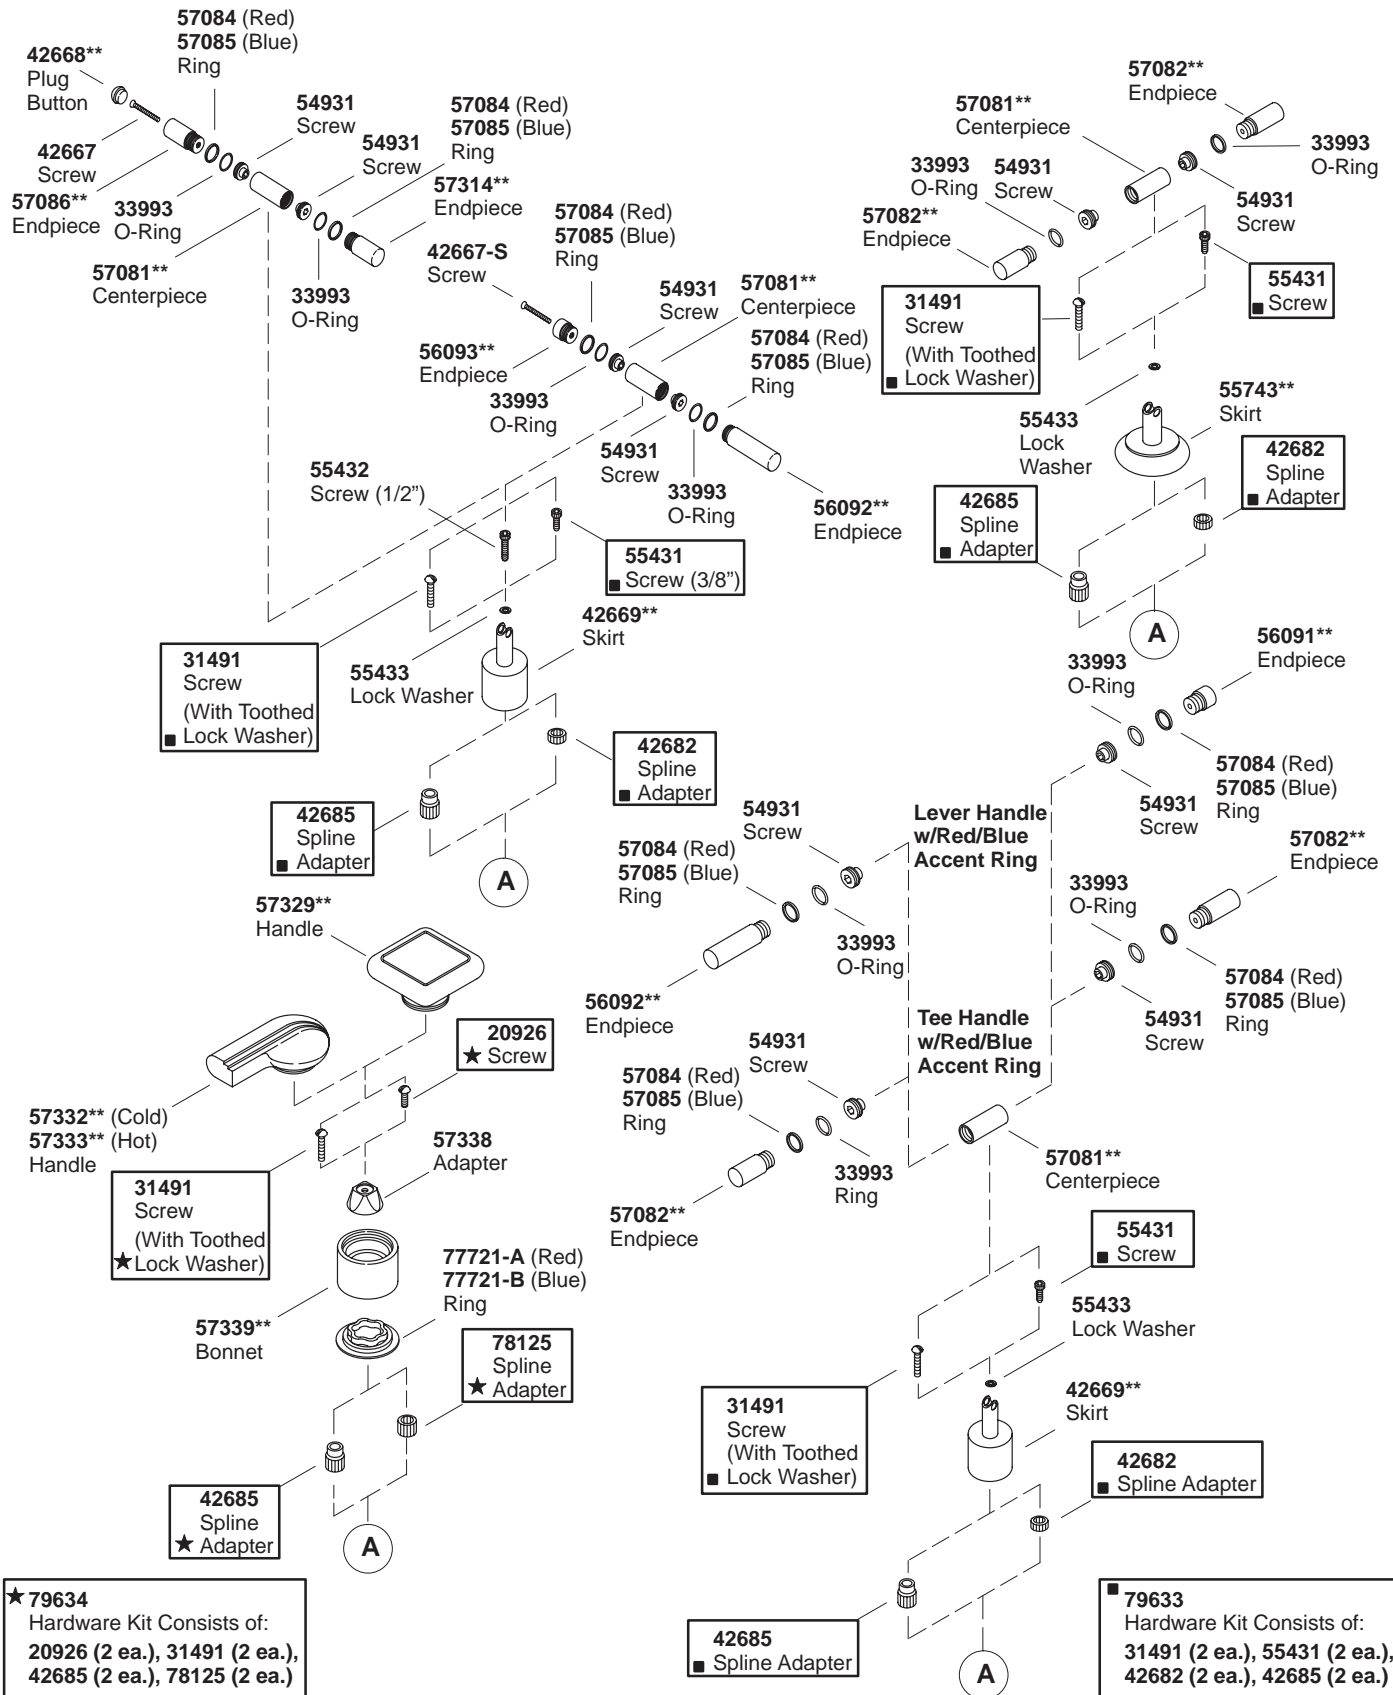 57084 (Red)
57085 (Blue)
Ring
42668**
Plug
Button
54931
Screw
57084 (Red)
57085 (Blue)
Ring
42667
Screw
54931
Screw
57086**
Endpiece
33993
O-Ring
57314**
Endpiece
57081**
Centerpiece
33993
O-Ring
42667-S
Screw
57084 (Red)
57085 (Blue)
Ring
54931
Screw
57081**
Centerpiece
56093**
Endpiece
57084 (Red)
57085 (Blue)
Ring
33993
O-Ring
54931
Screw
33993
O-Ring
56092**
Endpiece
55432
Screw (1/2”)
55431
■ Screw (3/8”)
42669**
Skirt
31491
Screw
(With Toothed
■ Lock Washer)
55433
Lock Washer
42682
Spline
■ Adapter
42685
Spline
■ Adapter
A
57082**
Endpiece
57081**
Centerpiece
33993
O-Ring
33993
O-Ring
54931
Screw
57082**
Endpiece
54931
Screw
31491
Screw
(With Toothed
■ Lock Washer)
55431
■ Screw
55433
Lock
Washer
55743**
Skirt
42682
Spline
■ Adapter
42685
Spline
■ Adapter
A
57329**
Handle
20926
★ Screw
57332** (Cold)
57333** (Hot)
Handle
31491
Screw
(With Toothed
★ Lock Washer)
57338
Adapter
57339**
Bonnet
77721-A (Red)
77721-B (Blue)
Ring
78125
Spline
★ Adapter
42685
Spline
★ Adapter
A
33993
O-Ring
56091**
Endpiece
57084 (Red)
57085 (Blue)
Ring
54931
Screw
Lever Handle
w/Red/Blue
Accent Ring
54931
Screw
57084 (Red)
57085 (Blue)
Ring
33993
O-Ring
56092**
Endpiece
57082**
Endpiece
33993
O-Ring
57084 (Red)
57085 (Blue)
Ring
54931
Screw
Tee Handle
w/Red/Blue
Accent Ring
54931
Screw
57084 (Red)
57085 (Blue)
Ring
33993
Ring
57082**
Endpiece
57081**
Centerpiece
55431
■ Screw
55433
Lock Washer
31491
Screw
(With Toothed
■ Lock Washer)
42669**
Skirt
42682
■ Spline Adapter
42685
■ Spline Adapter
A
★ 79634
Hardware Kit Consists of:
20926 (2 ea.), 31491 (2 ea.),
42685 (2 ea.), 78125 (2 ea.)
■ 79633
Hardware Kit Consists of:
31491 (2 ea.), 55431 (2 ea.),
42682 (2 ea.), 42685 (2 ea.)